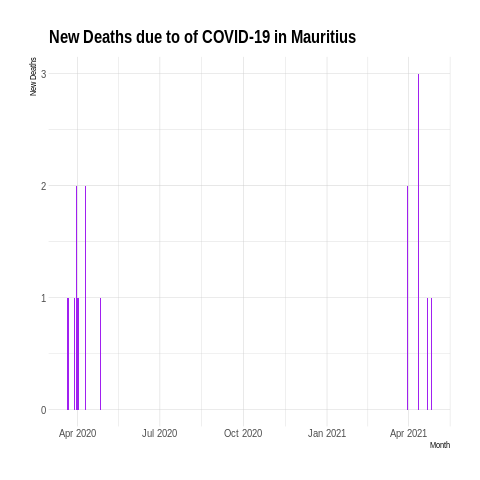 New Deaths due to of COVID-19 in Mauritius
New Deaths
3
2
1
0
Apr 2020 Jul 2020 Oct 2020 Jan 2021 Apr 2021
Month